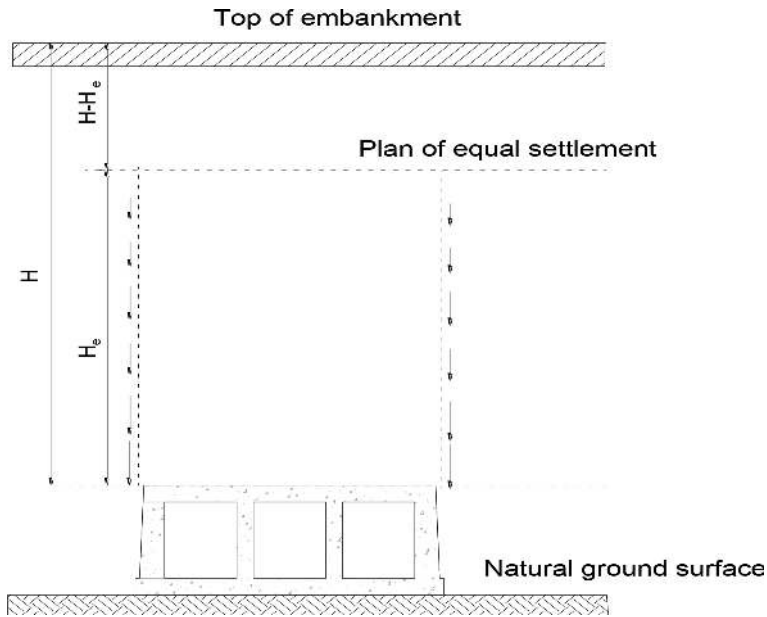 Top of embankment
H-Hₑ
Plan of equal settlement
H
Hₑ
Natural ground surface